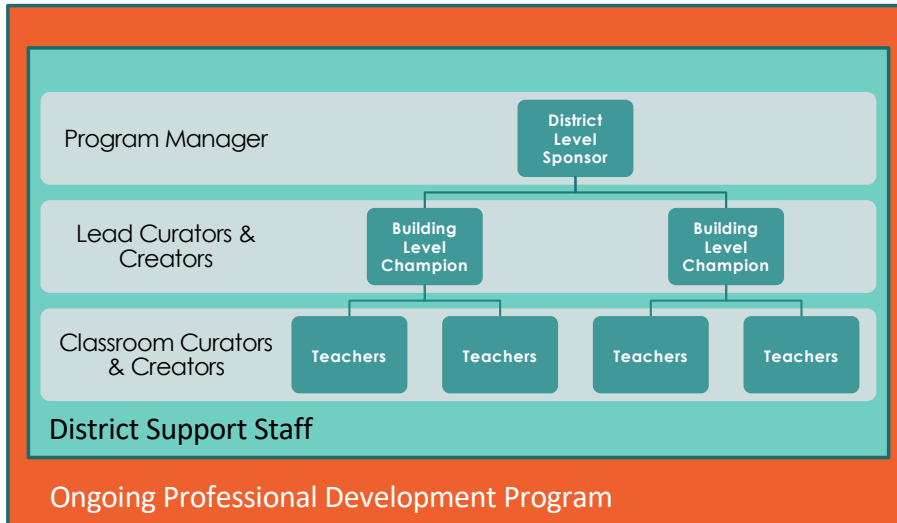 Program Manager
District
Level
Sponsor
Lead Curators &
Creators
Building
Level
Champion
Building
Level
Champion
Classroom Curators
& Creators
Teachers
Teachers
Teachers
Teachers
District Support Staff
Ongoing Professional Development Program